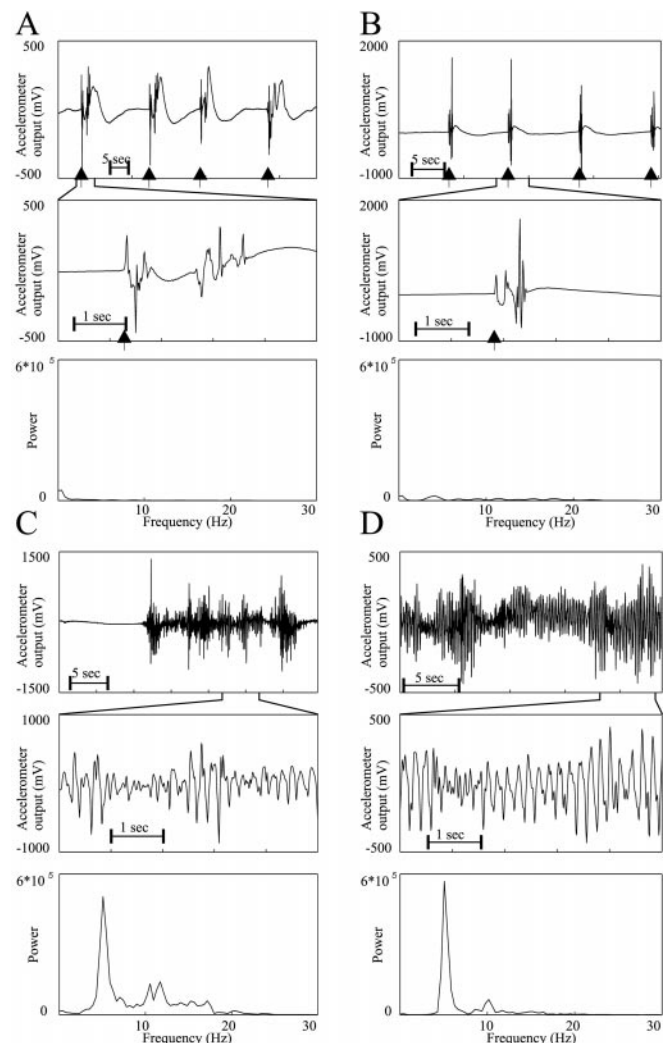 A
Accelerometer
output (mV)
500
-500
5 sec
Accelerometer
output (mV)
500
-500
1 sec
Power
6*10 5
0
10
20
30
Frequency (Hz)
B
Accelerometer
output (mV)
2000
-1000
5 sec
Accelerometer
output (mV)
2000
-1000
1 sec
Power
6*10 5
0
10
20
30
Frequency (Hz)
C
Accelerometer
output (mV)
1500
-1500
5 sec
Accelerometer
output (mV)
1000
-1000
1 sec
Power
6*10 5
0
10
20
30
Frequency (Hz)
D
Accelerometer
output (mV)
500
-500
5 sec
Accelerometer
output (mV)
500
-500
1 sec
Power
6*10 5
0
10
20
30
Frequency (Hz)